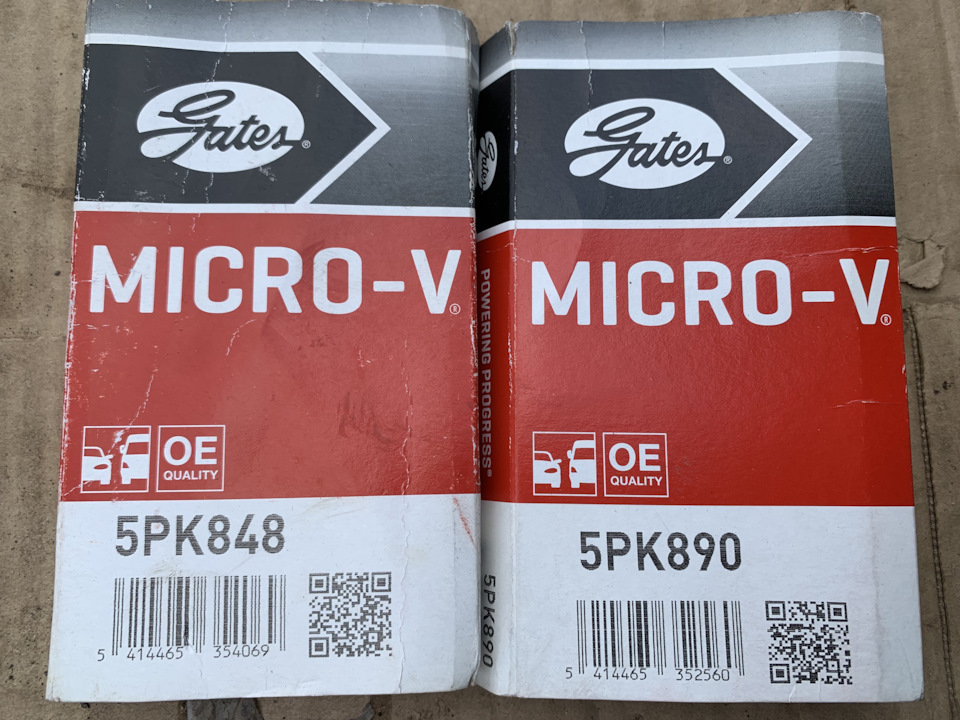 Gates®
MICRO-V®
OE
QUALITY
5PK848
5 414465 354069
Gates
POWERING PROGRESS®
5PK890
Gates®
MICRO-V®
OE
QUALITY
5PK890
5 414465 352560